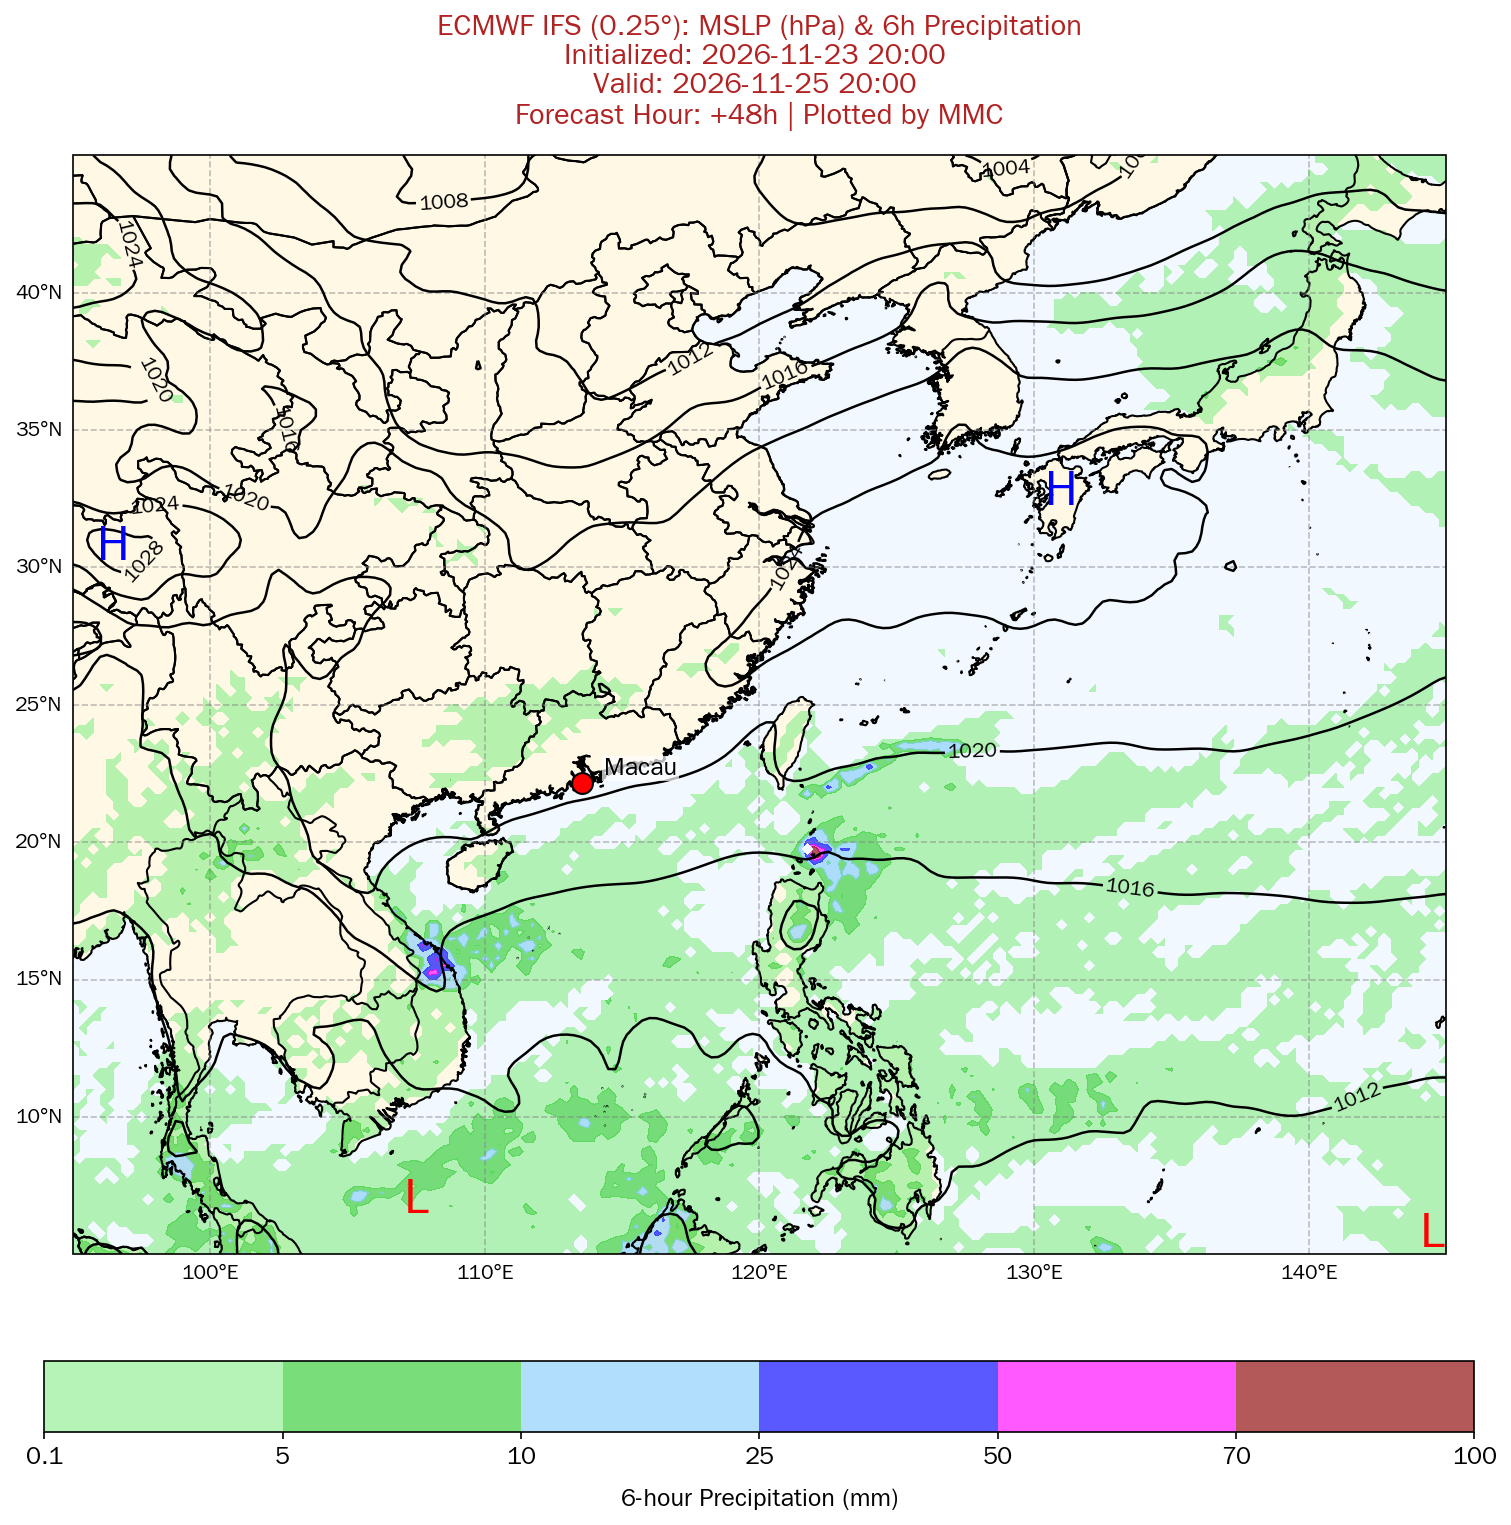 ECMWF IFS (0.25°): MSLP (hPa) & 6h Precipitation
Initialized: 2026-11-23 20:00
Valid: 2026-11-25 20:00
Forecast Hour: +48h | Plotted by MMC
1004
1008
1024
40°N
1012
1016
1020
1016
35°N
H
1020
1024
H
1028
1024
30°N
25°N
1020
Macau
20°N
1016
15°N
1012
10°N
L
L
100°E 110°E 120°E 130°E 140°E
0.1 5 10 25 50 70 100
6-hour Precipitation (mm)